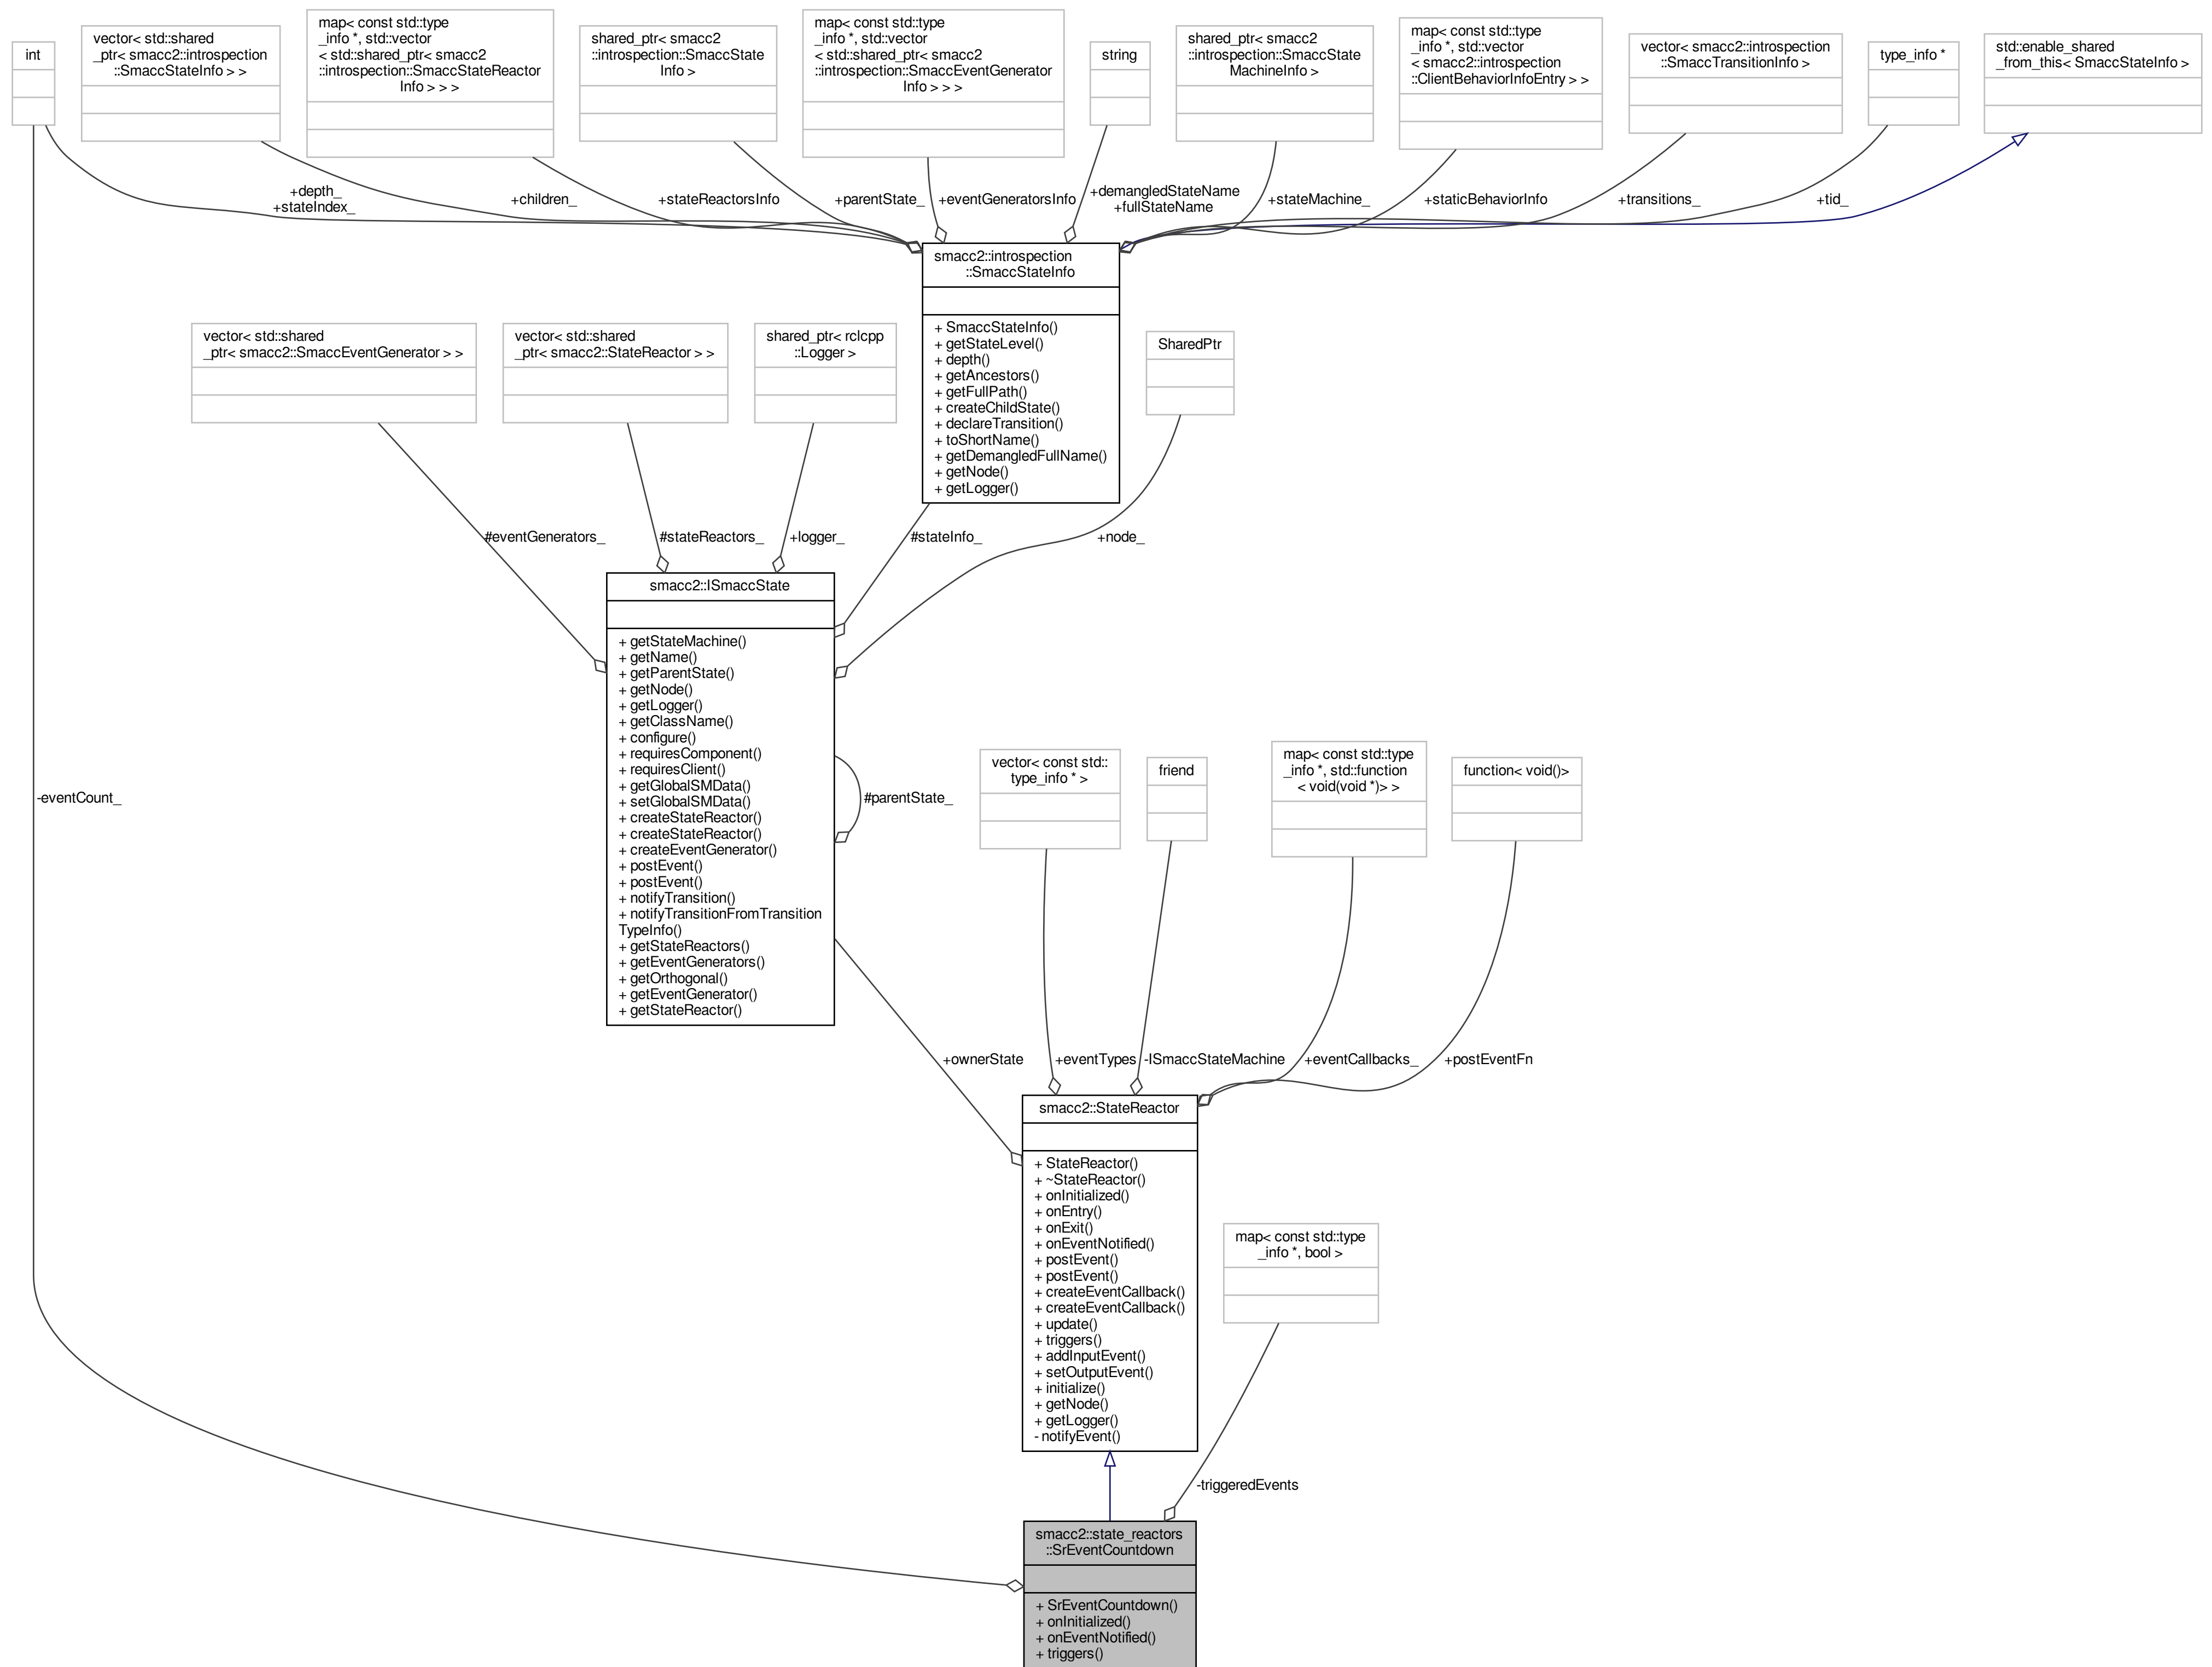 int
vector< std::shared
_ptr< smacc2::introspection
::SmaccStateInfo > >
map< const std::type
_info *, std::vector
< std::shared_ptr< smacc2
::introspection::SmaccStateReactor
Info > > >
shared_ptr< smacc2
::introspection::SmaccState
Info >
map< const std::type
_info *, std::vector
< std::shared_ptr< smacc2
::introspection::SmaccEventGenerator
Info > > >
string
shared_ptr< smacc2
::introspection::SmaccState
MachineInfo >
map< const std::type
_info *, std::vector
< smacc2::introspection
::ClientBehaviorInfoEntry > >
vector< smacc2::introspection
::SmaccTransitionInfo >
type_info *
std::enable_shared
_from_this< SmaccStateInfo >
+depth_
+stateIndex_
+children_
+stateReactorsInfo
+parentState_
+eventGeneratorsInfo
+demangledStateName
+fullStateName
+stateMachine_
+staticBehaviorInfo
+transitions_
+tid_
smacc2::introspection
::SmaccStateInfo
+ SmaccStateInfo()
+ getStateLevel()
+ depth()
+ getAncestors()
+ getFullPath()
+ createChildState()
+ declareTransition()
+ toShortName()
+ getDemangledFullName()
+ getNode()
+ getLogger()
vector< std::shared
_ptr< smacc2::SmaccEventGenerator > >
vector< std::shared
_ptr< smacc2::StateReactor > >
shared_ptr< rclcpp
::Logger >
SharedPtr
#eventGenerators_
#stateReactors_
+logger_
#stateInfo_
+node_
smacc2::ISmaccState
+ getStateMachine()
+ getName()
+ getParentState()
+ getNode()
+ getLogger()
+ getClassName()
+ configure()
+ requiresComponent()
+ requiresClient()
+ getGlobalSMData()
+ setGlobalSMData()
+ createStateReactor()
+ createStateReactor()
+ createEventGenerator()
+ postEvent()
+ postEvent()
+ notifyTransition()
+ notifyTransitionFromTransition
TypeInfo()
+ getStateReactors()
+ getEventGenerators()
+ getOrthogonal()
+ getEventGenerator()
+ getStateReactor()
#parentState_
-eventCount_
vector< const std::
type_info * >
friend
map< const std::type
_info *, std::function
< void(void *)> >
function< void()>
+ownerState
+eventTypes
-ISmaccStateMachine
+eventCallbacks_
+postEventFn
smacc2::StateReactor
+ StateReactor()
+ ~StateReactor()
+ onInitialized()
+ onEntry()
+ onExit()
+ onEventNotified()
+ postEvent()
+ postEvent()
+ createEventCallback()
+ createEventCallback()
+ update()
+ triggers()
+ addInputEvent()
+ setOutputEvent()
+ initialize()
+ getNode()
+ getLogger()
- notifyEvent()
map< const std::type
_info *, bool >
-triggeredEvents
smacc2::state_reactors
::SrEventCountdown
+ SrEventCountdown()
+ onInitialized()
+ onEventNotified()
+ triggers()